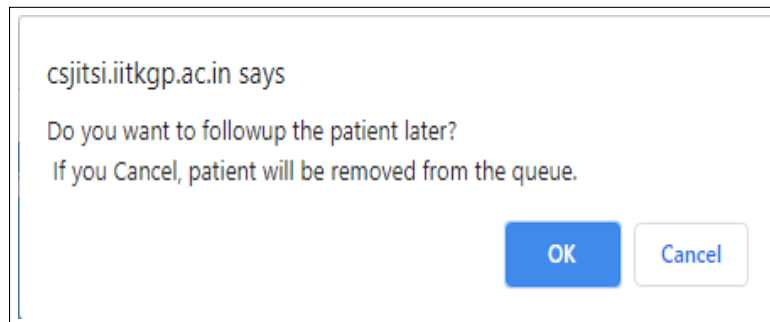 csjitsi.iitkgp.ac.in says
Do you want to followup the patient later?
If you Cancel, patient will be removed from the queue.
OK Cancel